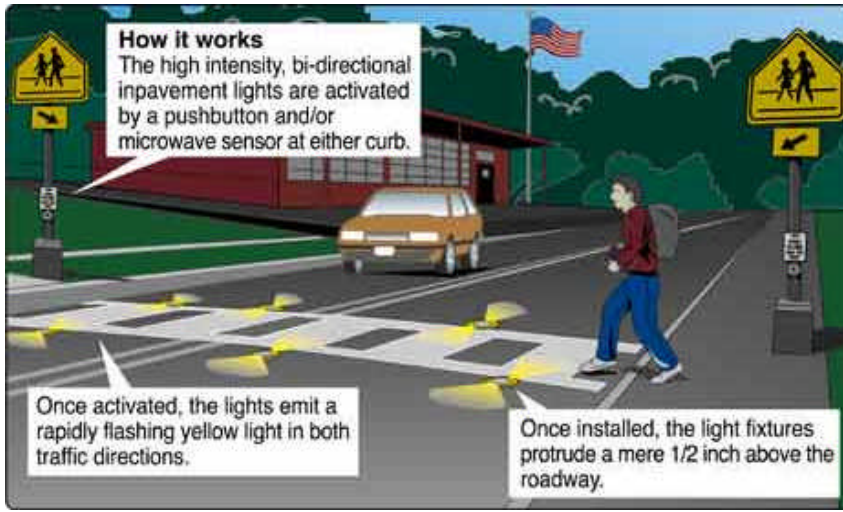 How it works
The high intensity, bi-directional
inpavement lights are activated
by a pushbutton and/or
microwave sensor at either curb.
Once activated, the lights emit a
rapidly flashing yellow light in both
traffic directions.
Once installed, the light fixtures
protrude a mere 1/2 inch above the
roadway.